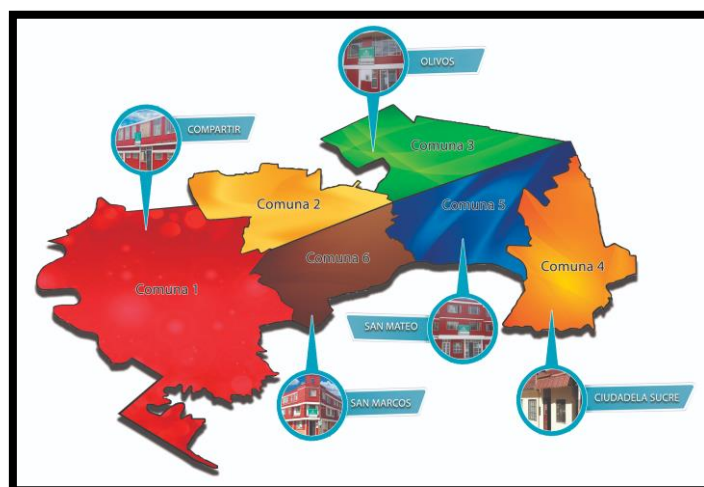 OLIVOS
COMPARTIR
Comuna 3
Comuna 2
Comuna 5
Comuna 6
Comuna 4
Comuna 1
SAN MATEO
SAN MARCOS
CIUDADELA SUCRE